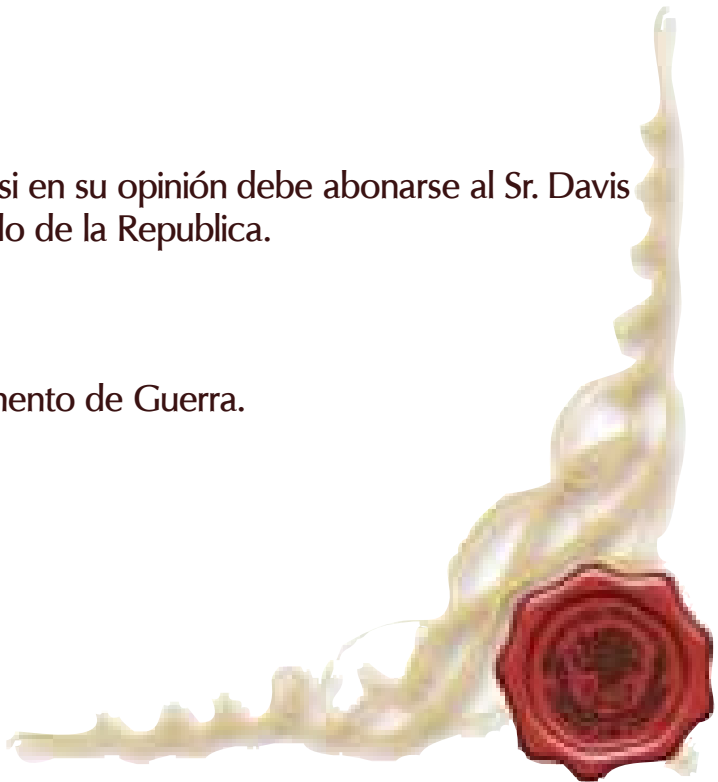 si en su opinión debe abonarse al Sr. Davis
lo de la Republica.
mento de Guerra.